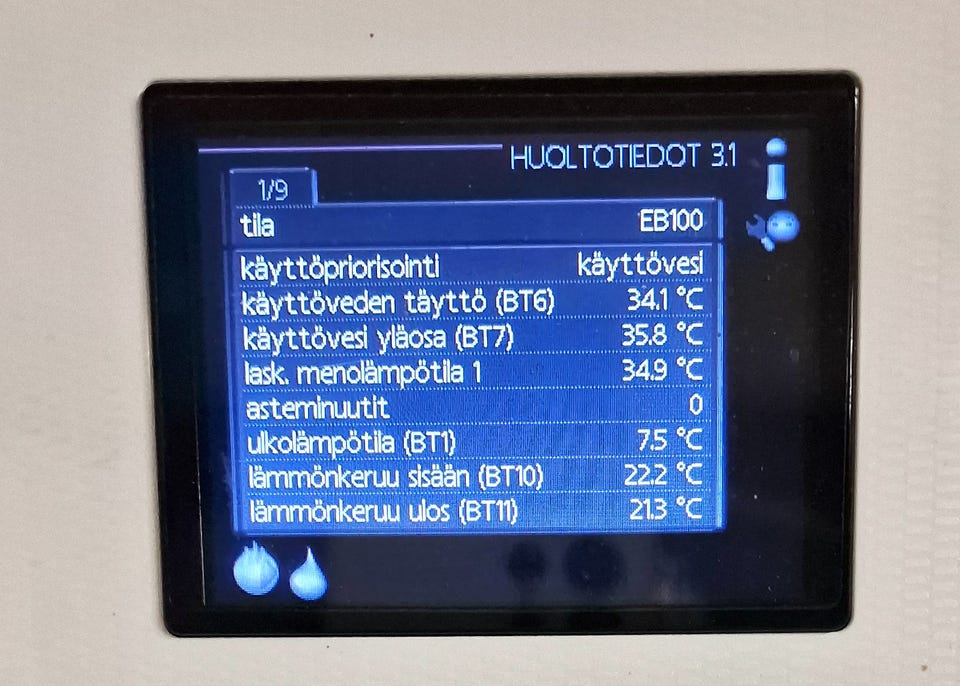 HUOLTOTIEDOT 3.1
1/9
tila EB100
käyttöpriorisointi käyttövesi
käyttöveden täyttö (BT6) 34.1 °C
käyttövesi yläosa (BT7) 35.8 °C
lask. menolämpötila 1 34.9 °C
asteminuutit 0
ulkolämpötila (BT1) 7.5 °C
lämmönkeruu sisään (BT10) 22.2 °C
lämmönkeruu ulos (BT11) 21.3 °C